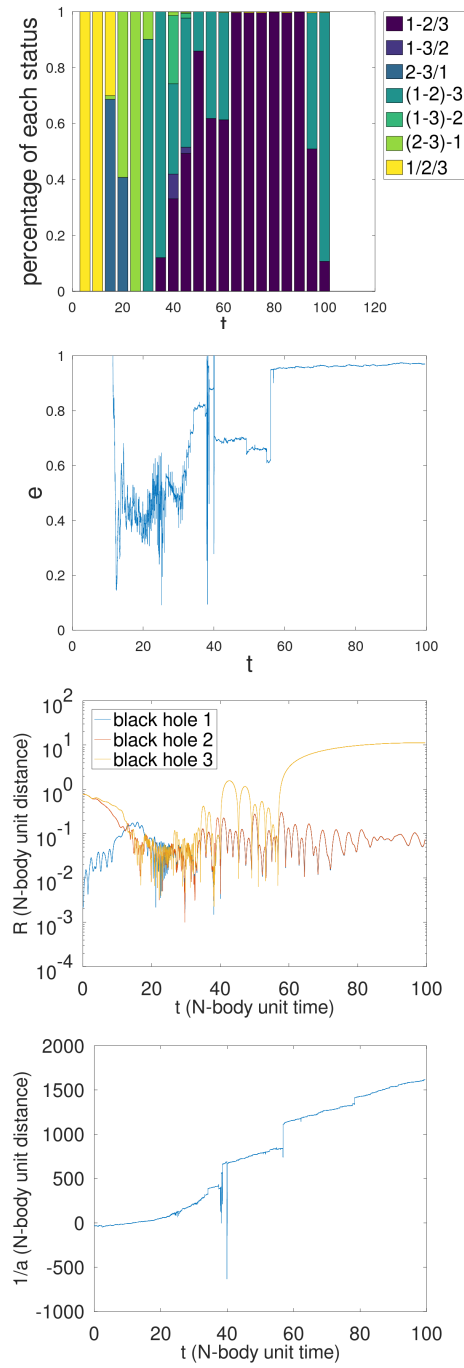 percentage of each status
1
0.8
0.6
0.4
0.2
0
0 20 40 60 80 100 120
t
1-2/3
1-3/2
2-3/1
(1-2)-3
(1-3)-2
(2-3)-1
1/2/3
e
1
0.8
0.6
0.4
0.2
0
0 20 40 60 80 100
t
R (N-body unit distance)
10^2
10^1
10^0
10^-1
10^-2
10^-3
10^-4
black hole 1
black hole 2
black hole 3
0 20 40 60 80 100
t (N-body unit time)
1/a (N-body unit distance)
2000
1500
1000
500
0
-500
-1000
0 20 40 60 80 100
t (N-body unit time)